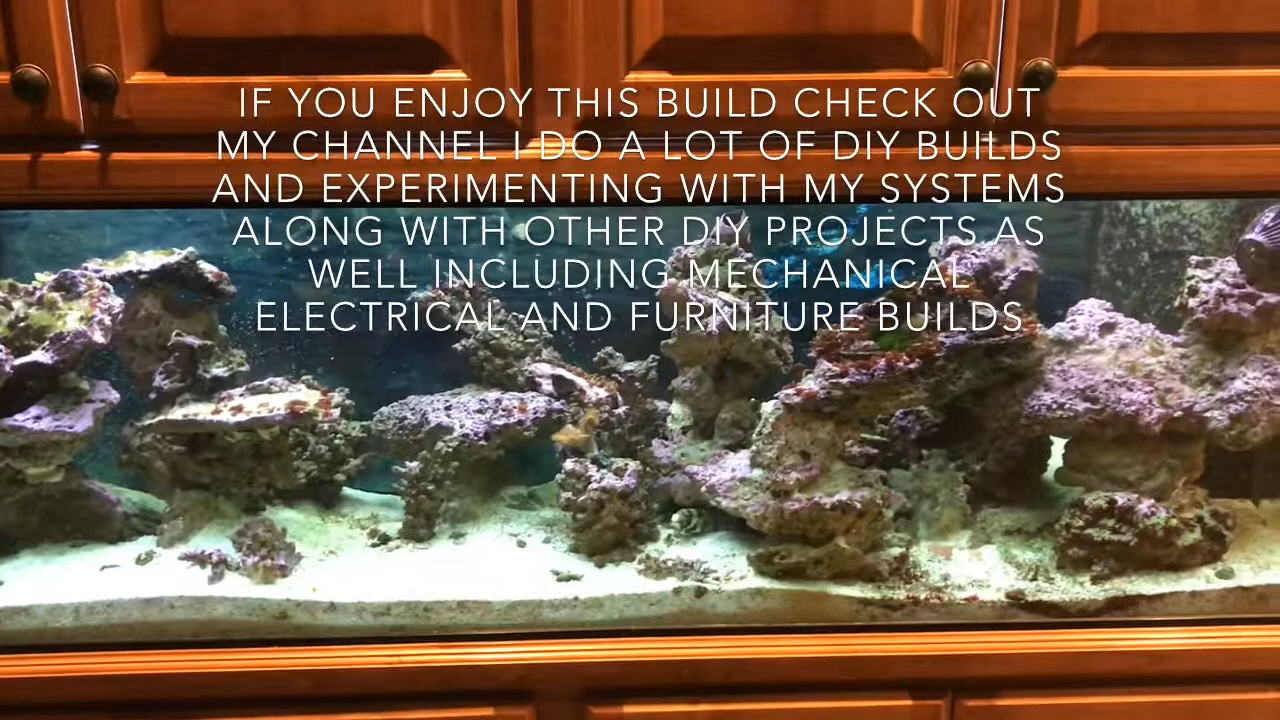 IF YOU ENJOY THIS BUILD CHECK OUT
MY CHANNEL I DO A LOT OF DIY BUILDS
AND EXPERIMENTING WITH MY SYSTEMS
ALONG WITH OTHER DIY PROJECTS AS
WELL INCLUDING MECHANICAL
ELECTRICAL AND FURNITURE BUILDS